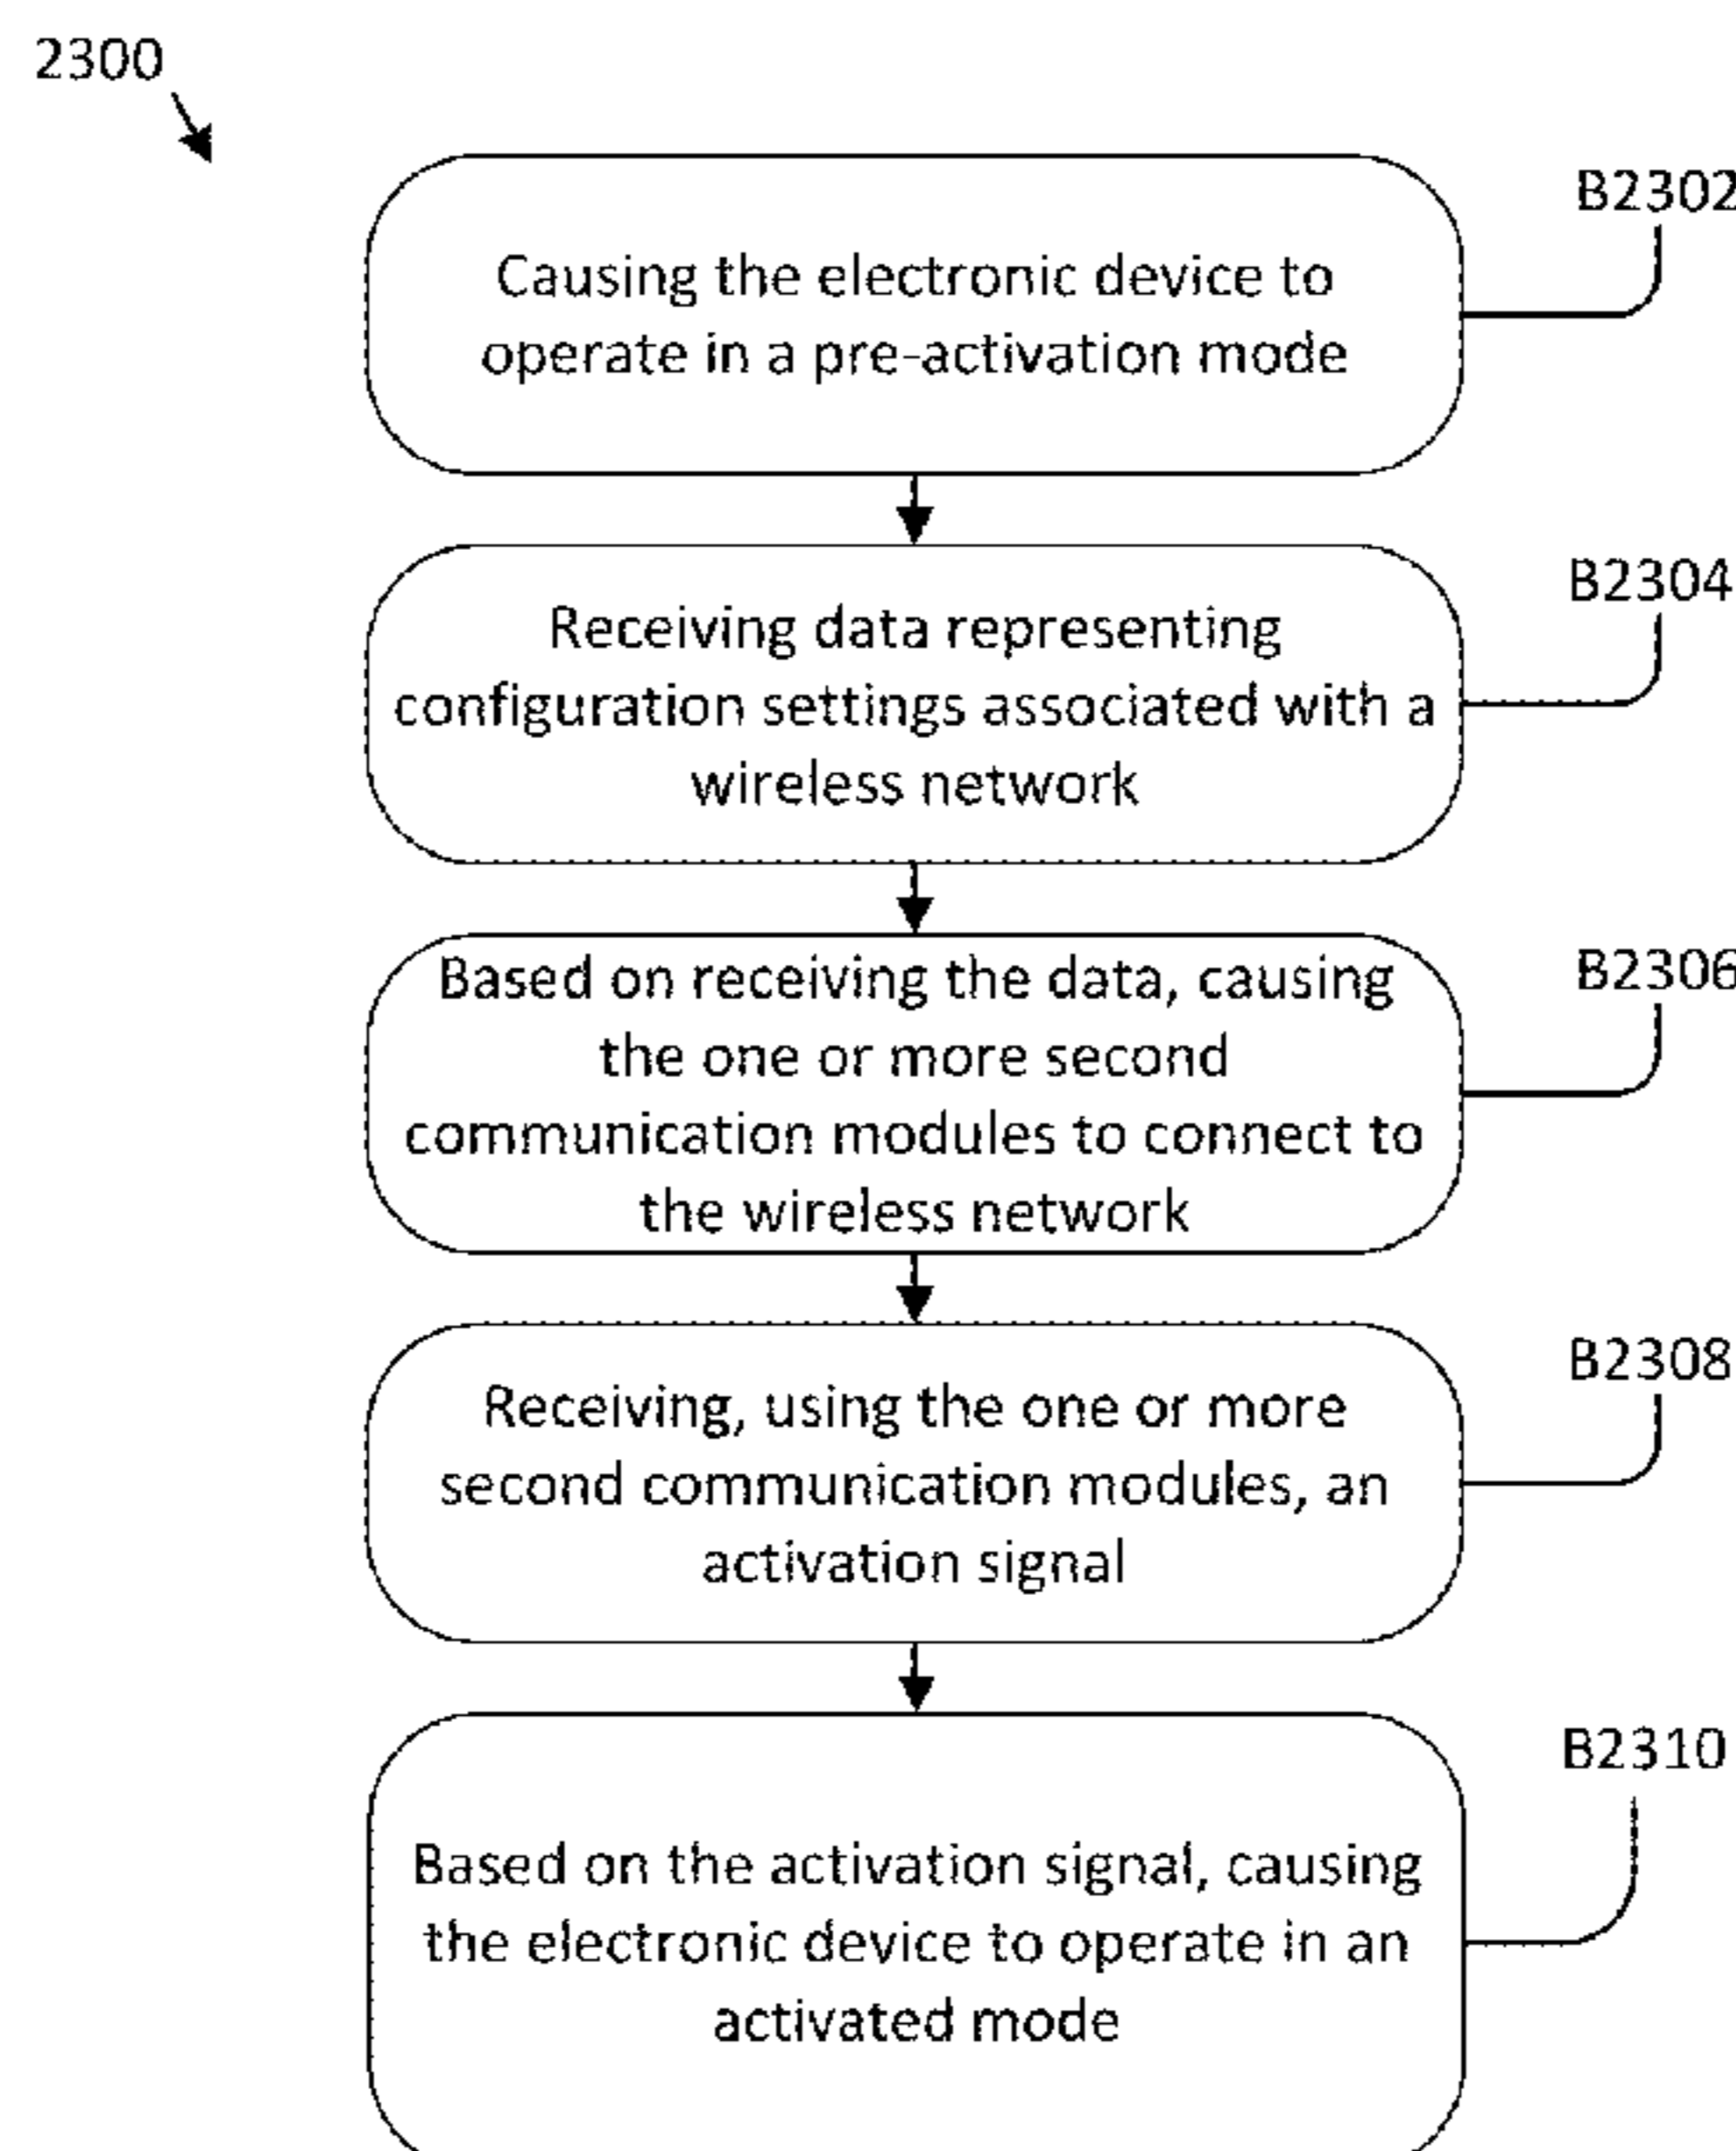 2300
B2302
Causing the electronic device to
operate in a pre-activation mode
B2304
Receiving data representing
configuration settings associated with a
wireless network
B2306
Based on receiving the data, causing
the one or more second
communication modules to connect to
the wireless network
B2308
Receiving, using the one or more
second communication modules, an
activation signal
B2310
Based on the activation signal, causing
the electronic device to operate in an
activated mode